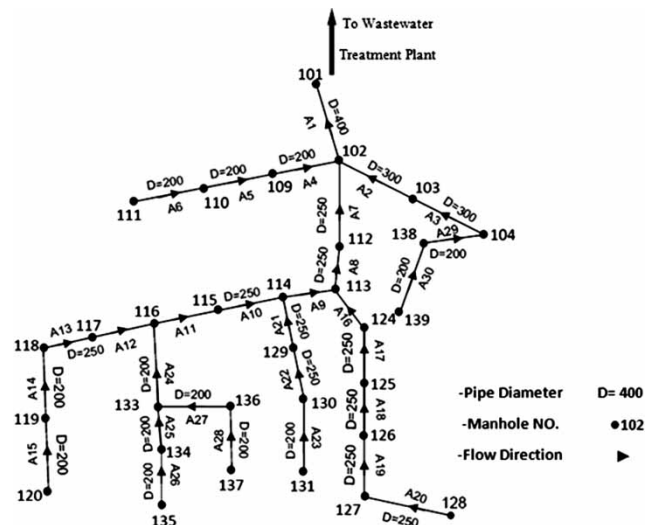 To Wastewater
Treatment Plant
101
D=400
A1
102
D=200
D=200
D=200
A4
109
A5
110
A6
111
D=300
A2
103
D=300
A3
104
A29
138
D=200
D=200
A30
139
D=250
A7
112
D=250
A8
113
114
A9
D=250
115
A10
116
A11
A13
117
118
D=250
A12
A16
124
A21
D=250
129
A22
D=250
130
D=200
A23
131
D=250
A17
125
D=250
A18
126
D=250
A19
127
A20
128
D=250
A14
D=200
119
A15
D=200
120
D=200
A24
133
D=200
A27
136
D=200
A25
134
A28
D=200
137
D=200
A26
135
-Pipe Diameter D= 400
-Manhole NO. 102
-Flow Direction